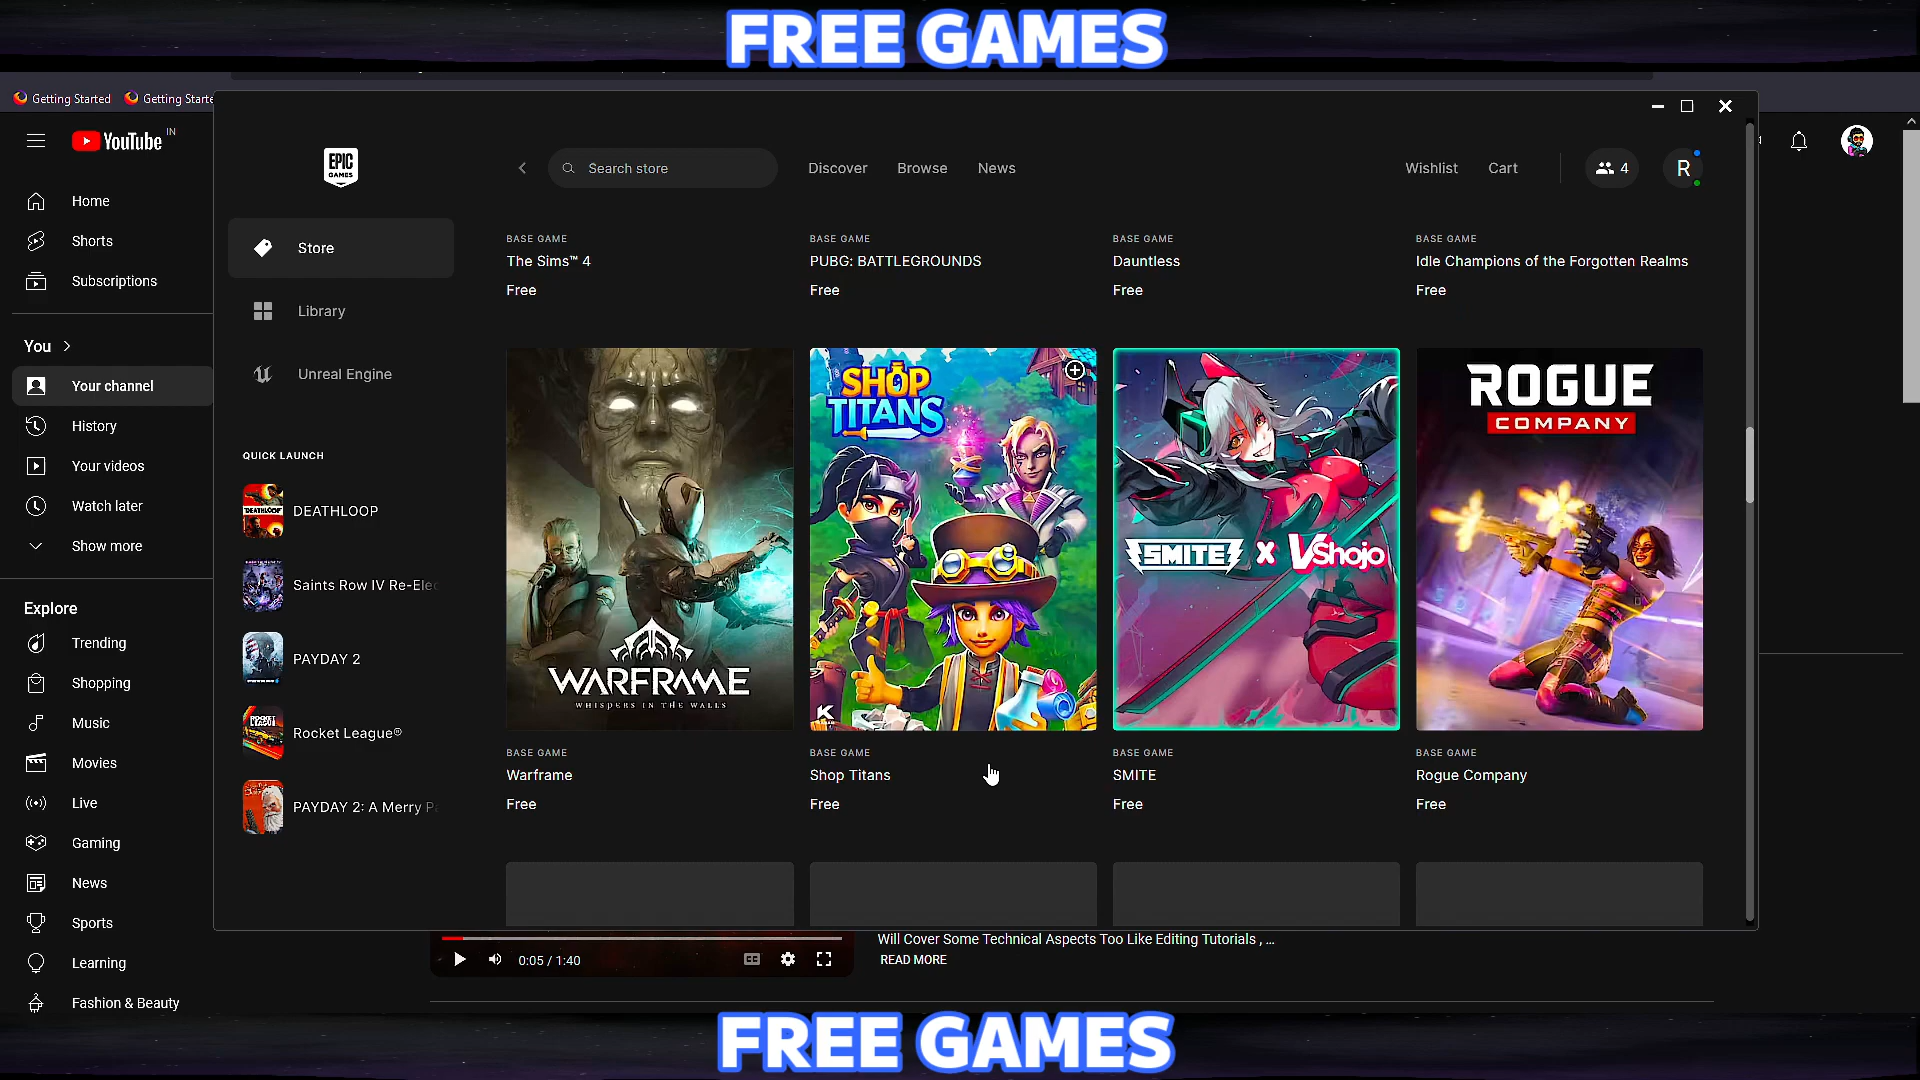 FREE GAMES
Getting Started
Getting Starte
YouTube IN
Home
Shorts
Subscriptions
You
Your channel
History
Your videos
Watch later
Show more
Explore
Trending
Shopping
Music
Movies
Live
Gaming
News
Sports
Learning
Fashion & Beauty
EPIC
GAMES
Search store
Discover
Browse
News
Wishlist
Cart
4
R
Store
Library
Unreal Engine
QUICK LAUNCH
DEATHLOOP
DEATHLOOP
Saints Row IV Re-Elec
PAYDAY 2
ROCKET
LEAGUE
Rocket League®
PAYDAY 2: A Merry Pa
BASE GAME
The Sims™ 4
Free
BASE GAME
PUBG: BATTLEGROUNDS
Free
BASE GAME
Dauntless
Free
BASE GAME
Idle Champions of the Forgotten Realms
Free
WARFRAME
WHISPERS IN THE WALLS
BASE GAME
Warframe
Free
SHOP
TITANS
K
BASE GAME
Shop Titans
Free
SMITE X VShojo
BASE GAME
SMITE
Free
ROGUE
COMPANY
BASE GAME
Rogue Company
Free
0:05 / 1:40
CC
Will Cover Some Technical Aspects Too Like Editing Tutorials , ...
READ MORE
FREE GAMES